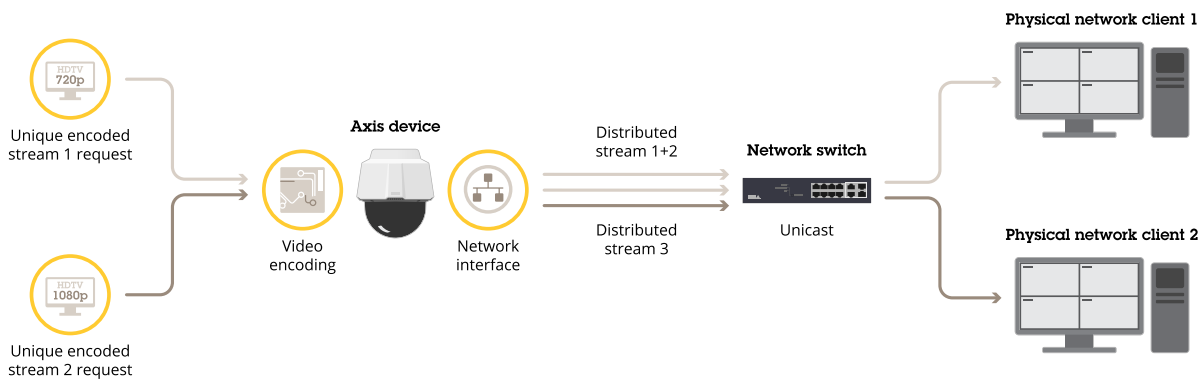 Physical network client 1
HDTV
720p
Unique encoded
stream 1 request
Axis device
Distributed
stream 1+2
Network switch
Video
encoding
Network
interface
Distributed
stream 3
Unicast
Physical network client 2
HDTV
1080p
Unique encoded
stream 2 request